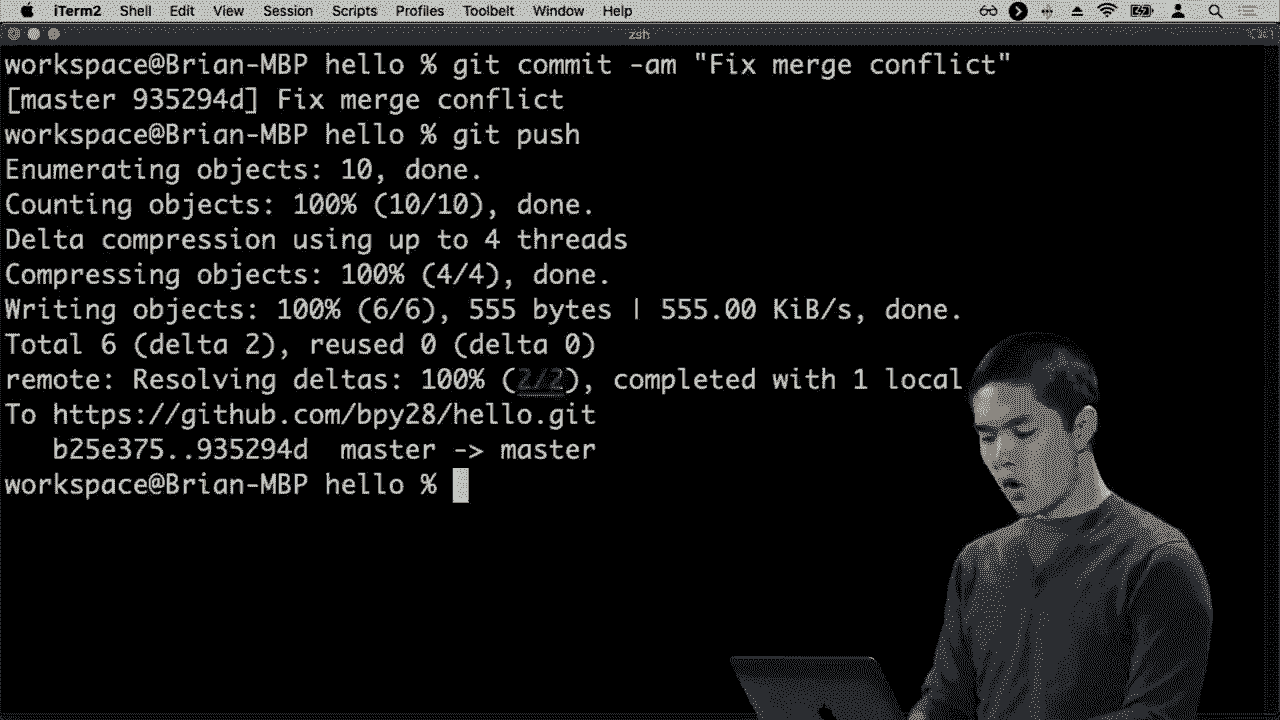 iTerm2 Shell Edit View Session Scripts Profiles Toolbelt Window Help
zsh
workspace@Brian-MBP hello % git commit -am "Fix merge conflict"
[master 935294d] Fix merge conflict
workspace@Brian-MBP hello % git push
Enumerating objects: 10, done.
Counting objects: 100% (10/10), done.
Delta compression using up to 4 threads
Compressing objects: 100% (4/4), done.
Writing objects: 100% (6/6), 555 bytes | 555.00 KiB/s, done.
Total 6 (delta 2), reused 0 (delta 0)
remote: Resolving deltas: 100% (2/2), completed with 1 local
To https://github.com/bpy28/hello.git
b25e375..935294d master -> master
workspace@Brian-MBP hello %